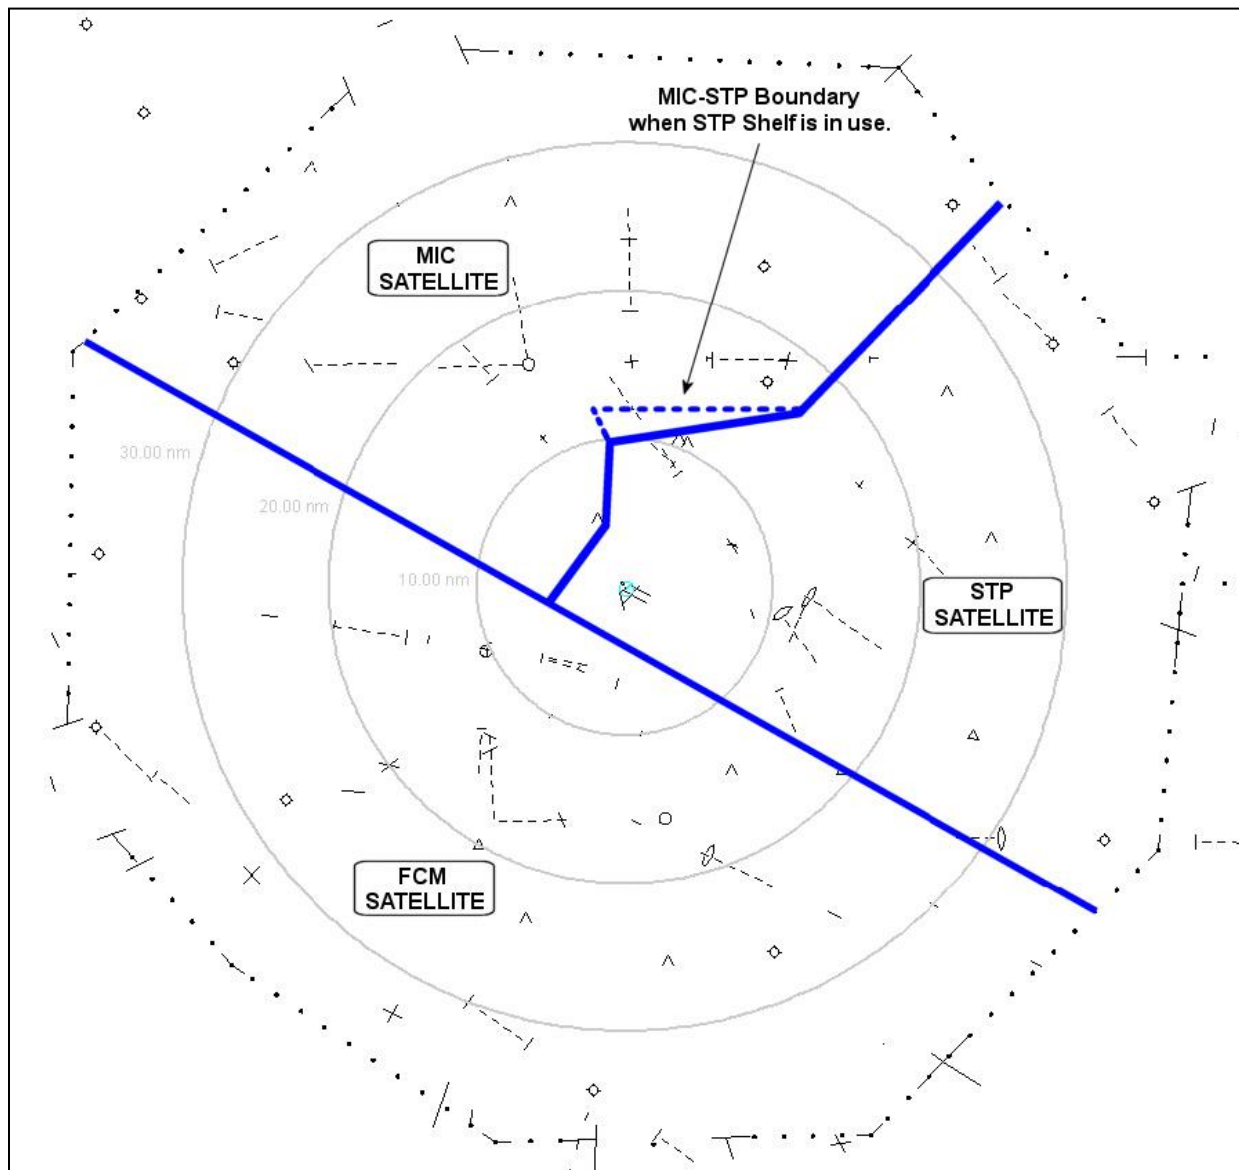 MIC-STP Boundary
when STP Shelf is in use.
MIC
SATELLITE
30.00 nm
20.00 nm
10.00 nm
STP
SATELLITE
FCM
SATELLITE